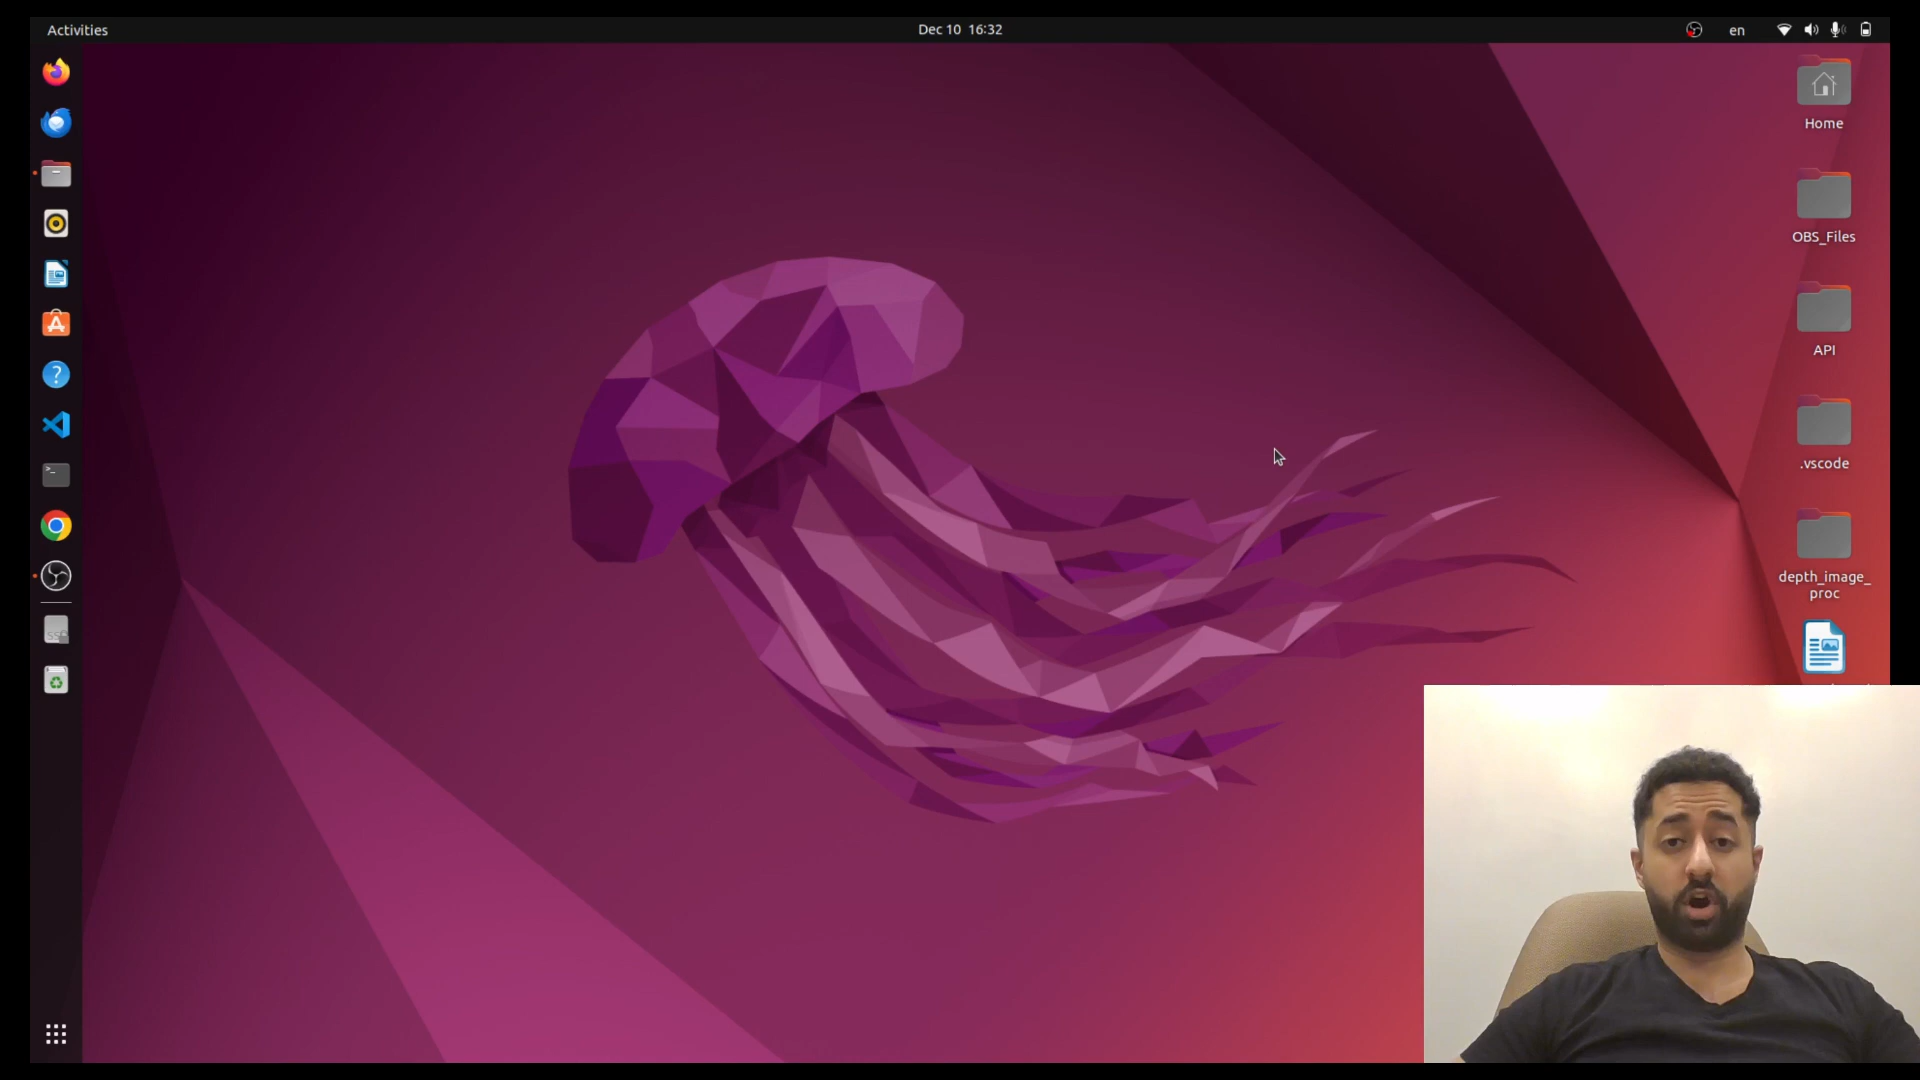 Activities
Dec 10 16:32
en
Home
OBS_Files
API
.vscode
depth_image_
proc